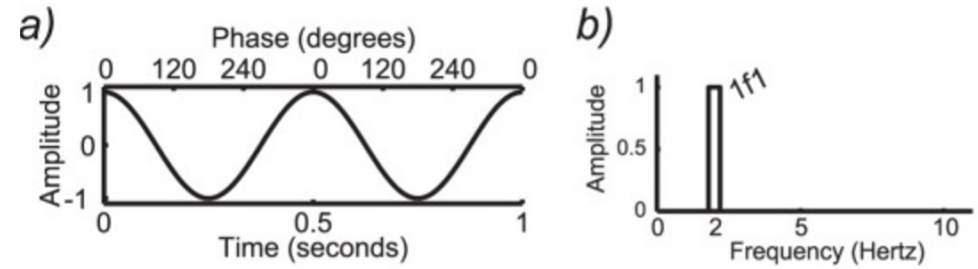 a)
Phase (degrees)
0 120 240 0 120 240 0
Amplitude
1
0
-1
0 0.5 1
Time (seconds)
b)
1f1
Amplitude
1
0.5
0
0 2 5 10
Frequency (Hertz)